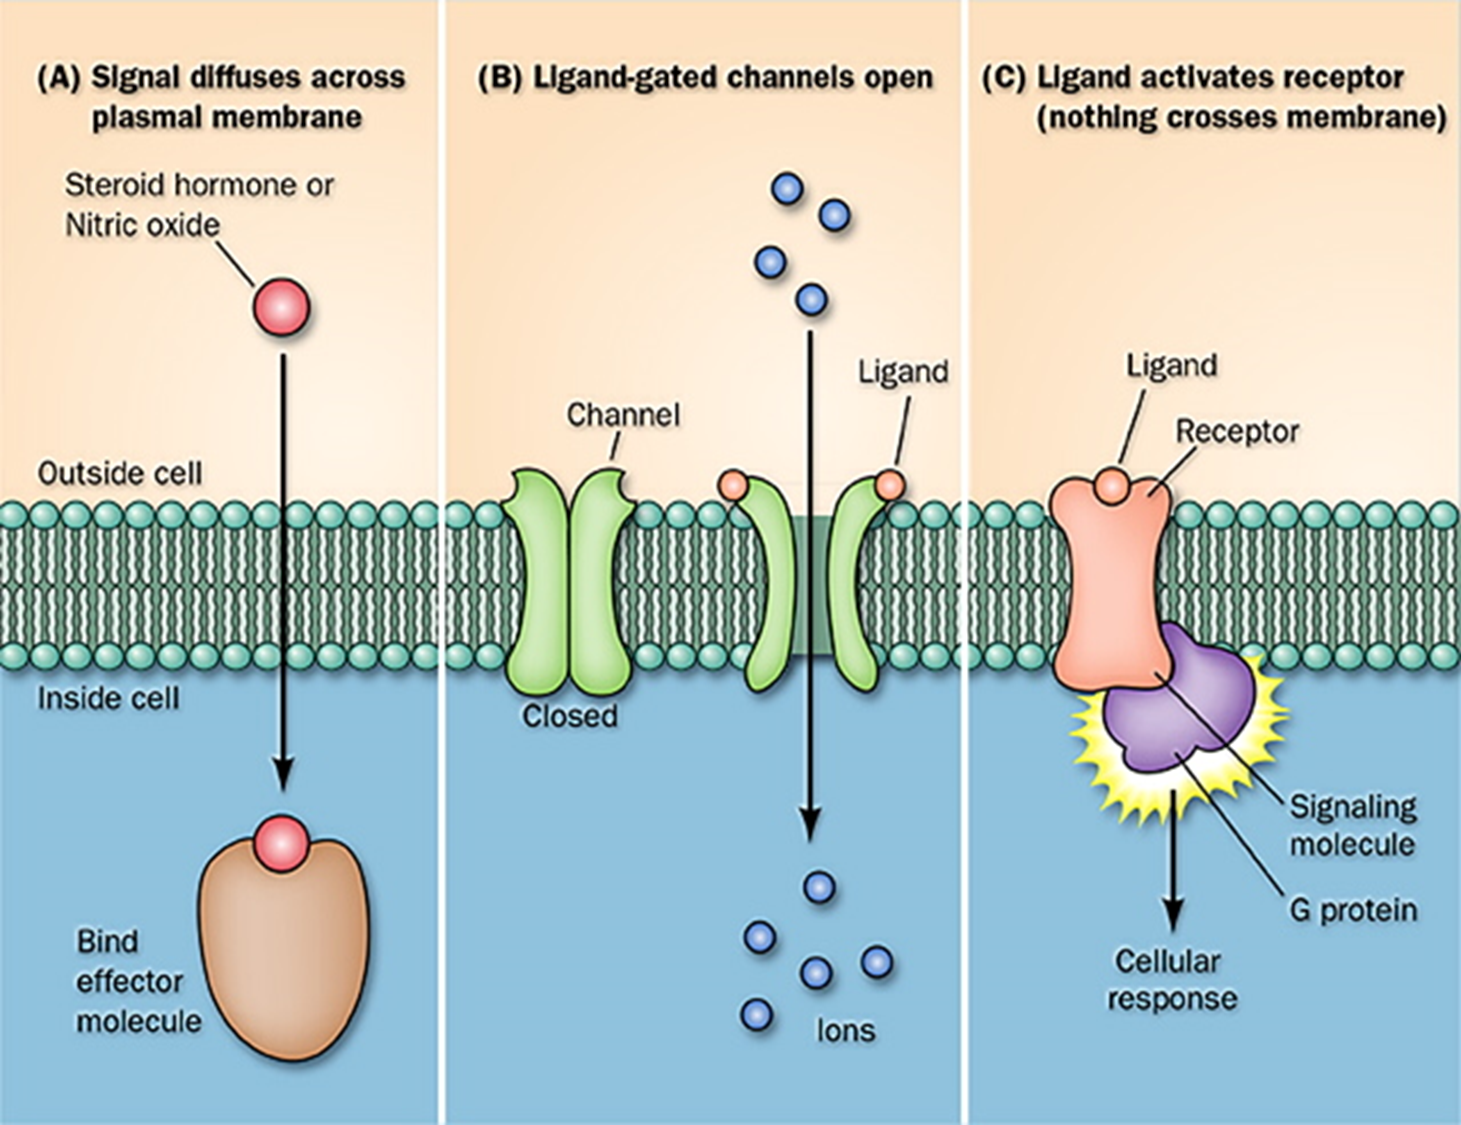 (A) Signal diffuses across
plasmal membrane
Steroid hormone or
Nitric oxide
Outside cell
Inside cell
Bind
effector
molecule
(B) Ligand-gated channels open
Ligand
Channel
Closed
Ions
(C) Ligand activates receptor
(nothing crosses membrane)
Ligand
Receptor
Signaling
molecule
G protein
Cellular
response